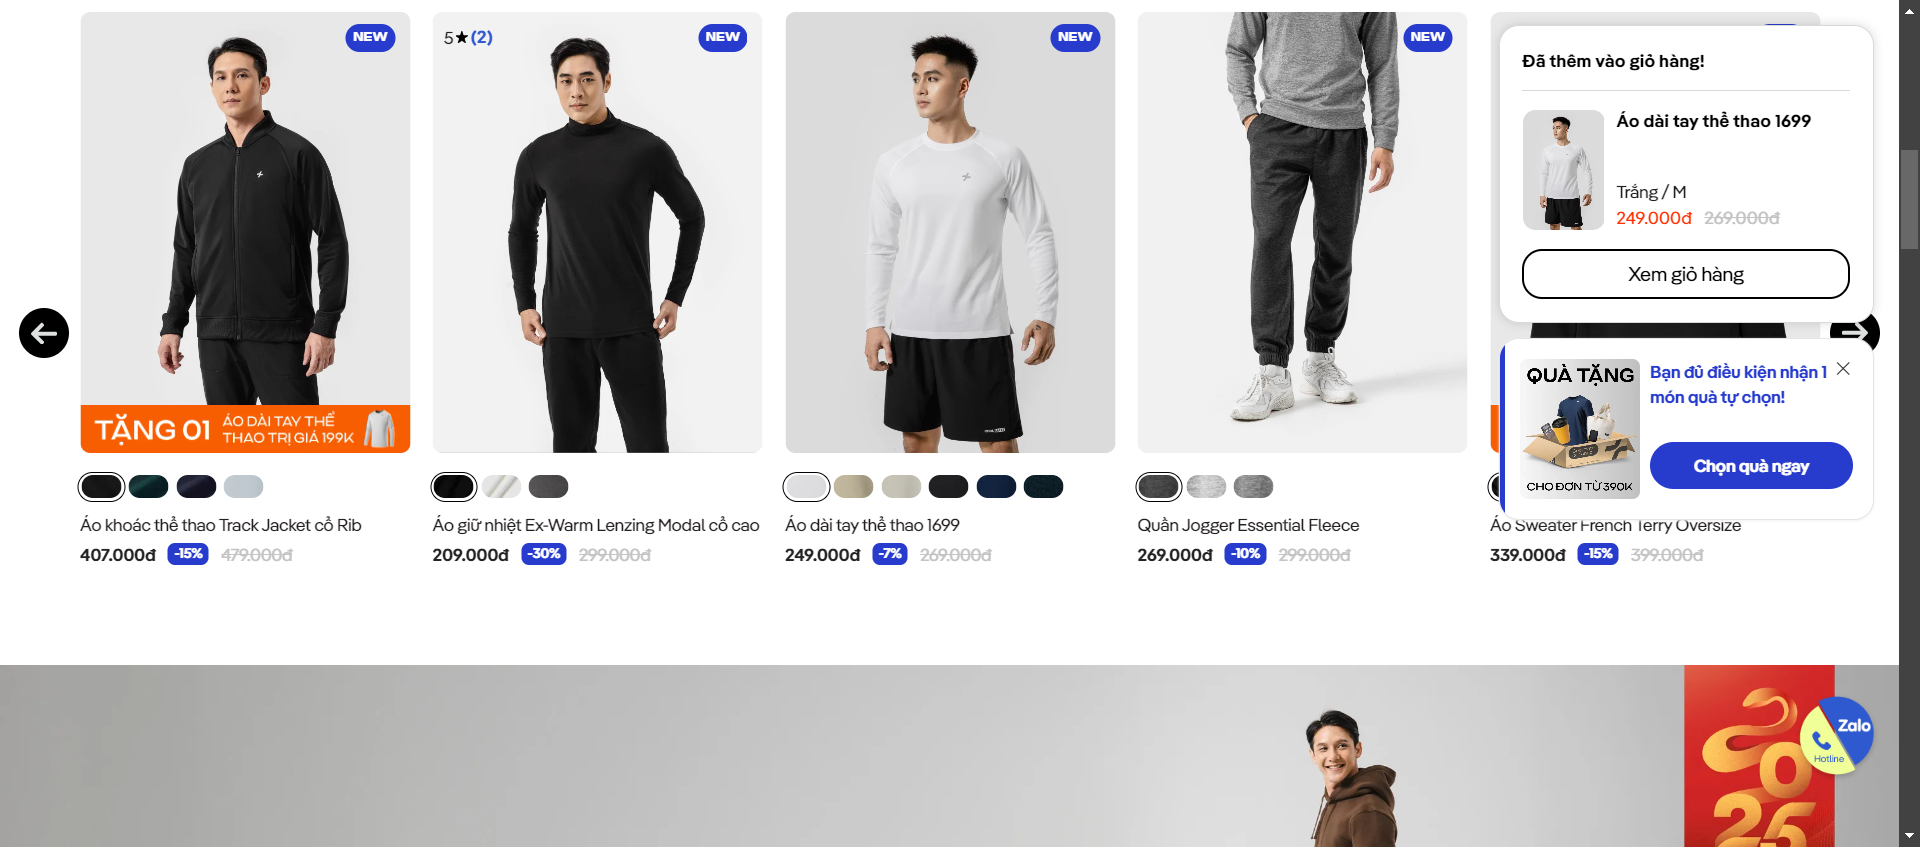 NEW
5★(2)
NEW
NEW
NEW
TẶNG 01
ÁO DÀI TAY THỂ
THAO TRỊ GIÁ 199K
Áo khoác thể thao Track Jacket cổ Rib
407.000đ -15% 479.000đ
Áo giữ nhiệt Ex-Warm Lenzing Modal cổ cao
209.000đ -30% 299.000đ
Áo dài tay thể thao 1699
249.000đ -7% 269.000đ
Quần Jogger Essential Fleece
269.000đ -10% 299.000đ
Áo Sweater French Terry Oversize
339.000đ -15% 399.000đ
Đã thêm vào giỏ hàng!
Áo dài tay thể thao 1699
Trắng / M
249.000đ 269.000đ
Xem giỏ hàng
QUÀ TẶNG
CHO ĐƠN TỪ 390K
Bạn đủ điều kiện nhận 1
món quà tự chọn!
Chọn quà ngay
2025
Zalo
Hotline